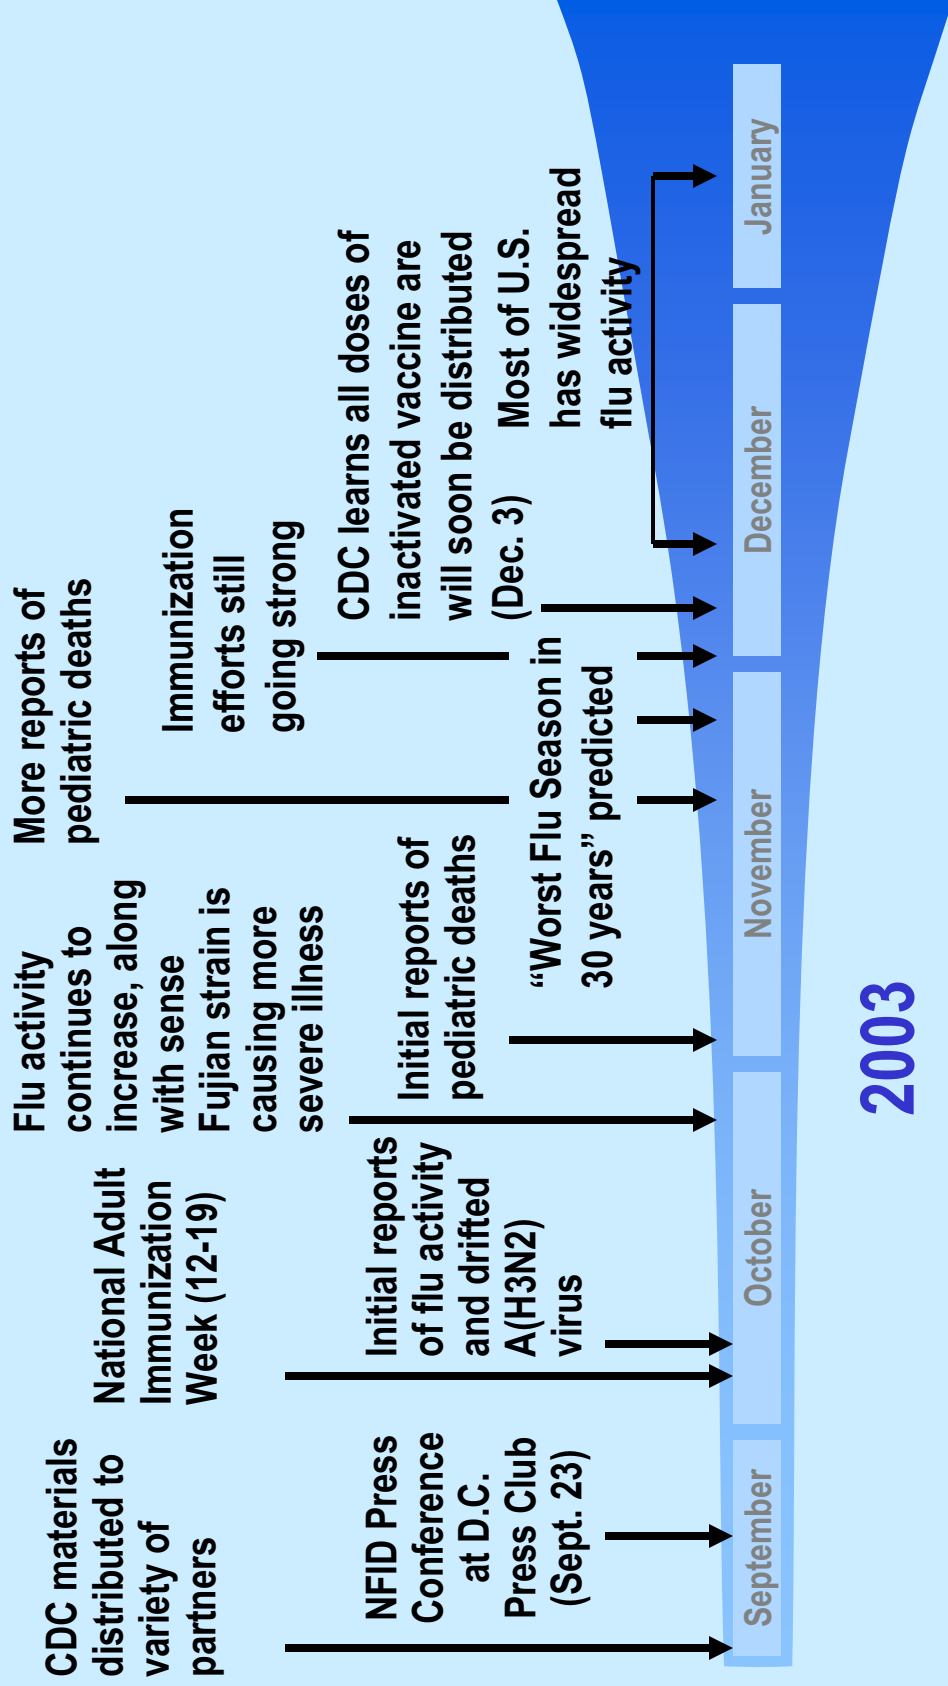 CDC materials
distributed to
variety of
partners
NFID Press
Conference
at D.C.
Press Club
(Sept. 23)
National Adult
Immunization
Week (12-19)
Initial reports
of flu activity
and drifted
A(H3N2)
virus
Flu activity
continues to
increase, along
with sense
Fujian strain is
causing more
severe illness
Initial reports of
pediatric deaths
More reports of
pediatric deaths
“Worst Flu Season in
30 years” predicted
Immunization
efforts still
going strong
CDC learns all doses of
inactivated vaccine are
will soon be distributed
(Dec. 3)
Most of U.S.
has widespread
flu activity
September
October
November
December
January
2003